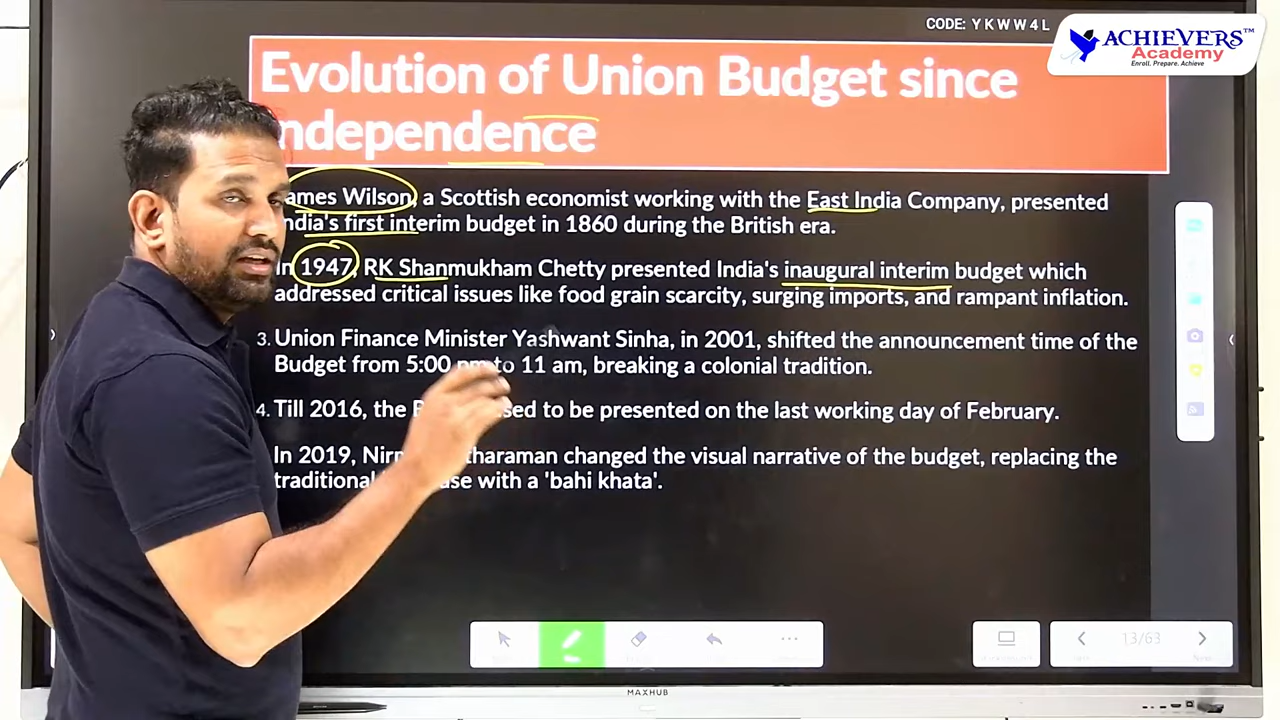 CODE: Y K W W 4 L
ACHIEVERS™
Academy
Enroll. Prepare. Achieve
Evolution of Union Budget since
ndependence
ames Wilson, a Scottish economist working with the East India Company, presented
ndia's first interim budget in 1860 during the British era.
In 1947, RK Shanmukham Chetty presented India's inaugural interim budget which
addressed critical issues like food grain scarcity, surging imports, and rampant inflation.
3. Union Finance Minister Yashwant Sinha, in 2001, shifted the announcement time of the
Budget from 5:00 pm to 11 am, breaking a colonial tradition.
4. Till 2016, the B sed to be presented on the last working day of February.
In 2019, Nirm tharaman changed the visual narrative of the budget, replacing the
traditional ase with a 'bahi khata'.
13/63
MAXHUB